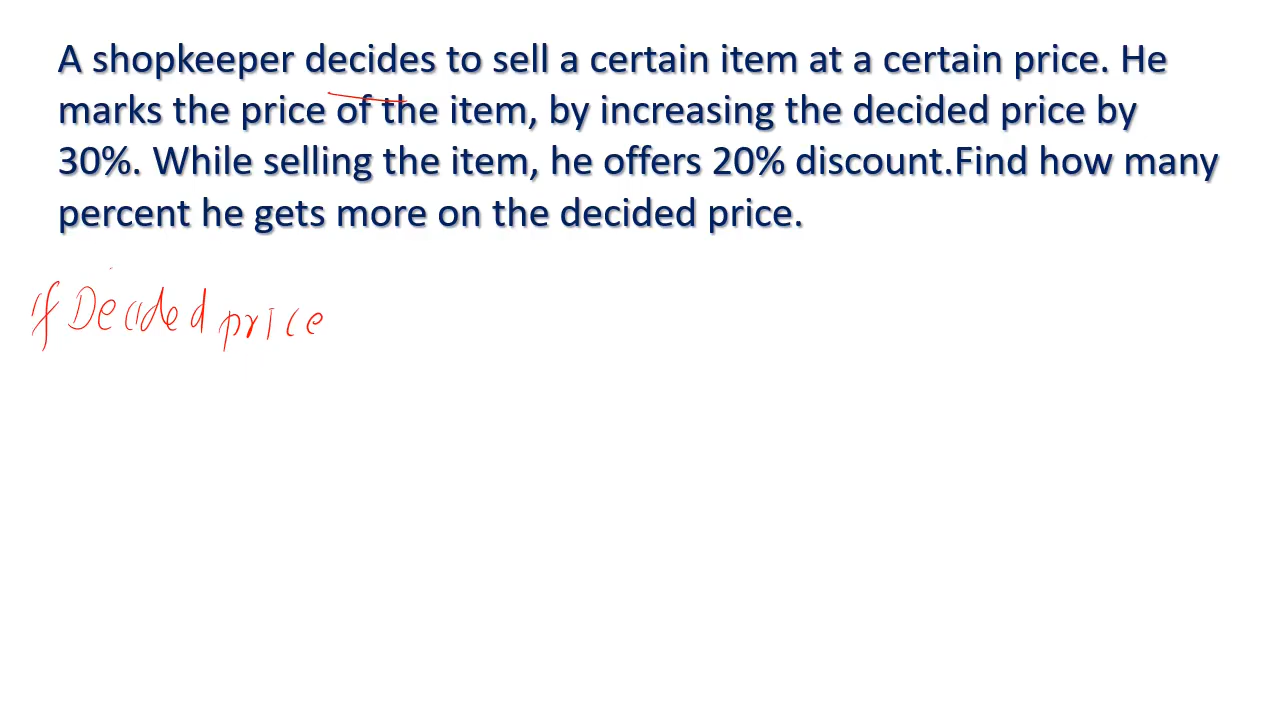 A shopkeeper decides to sell a certain item at a certain price. He
marks the price of the item, by increasing the decided price by
30%. While selling the item, he offers 20% discount.Find how many
percent he gets more on the decided price.
if Decided price